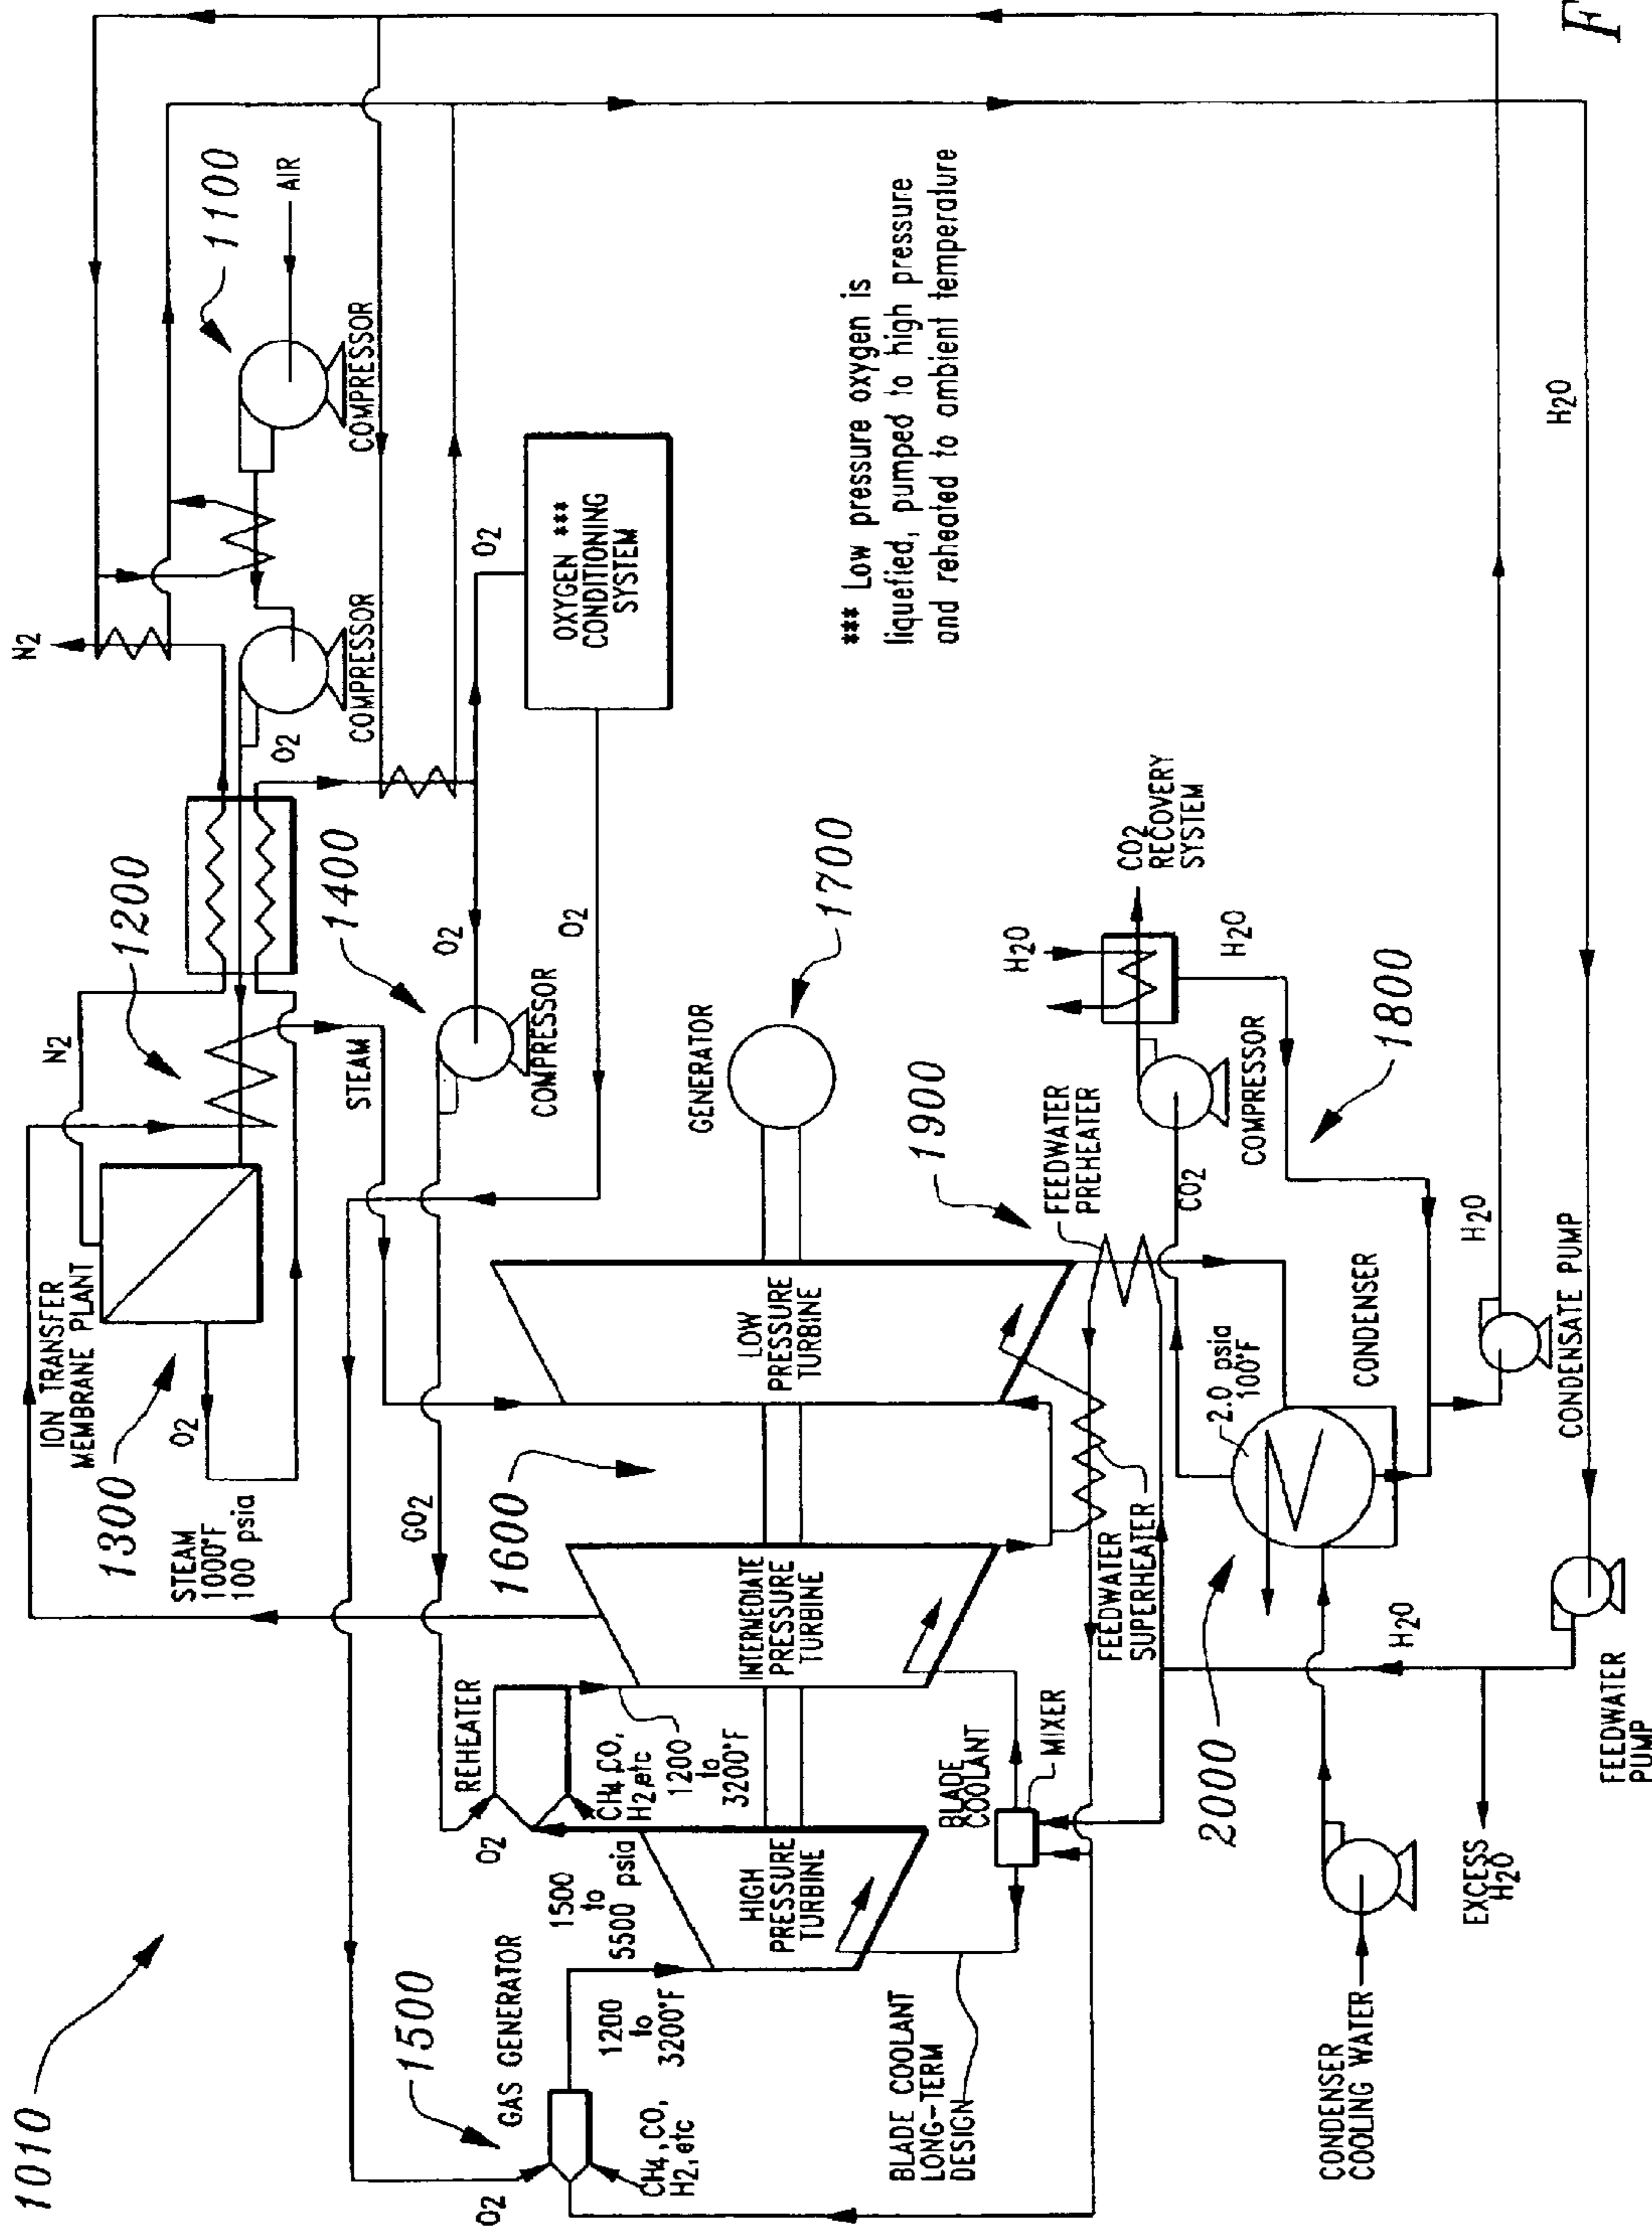 1010
N2
1100
AIR
COMPRESSOR
COMPRESSOR
O2
1200
N2
ION TRANSFER
MEMBRANE PLANT
1300
O2
STEAM
1000°F
100 psia
STEAM
1400
O2
COMPRESSOR
O2
OXYGEN ***
CONDITIONING
SYSTEM
O2
*** Low pressure oxygen is
liquefied, pumped to high pressure
and reheated to ambient temperature
1500
GAS GENERATOR
O2
CH4,CO,
H2,etc
1200
to
3200°F
1500
to
5500 psia
O2
REHEATER
CH4,CO,
H2,etc
1200
to
3200°F
GO2
1600
HIGH
PRESSURE
TURBINE
INTERMEDIATE
PRESSURE
TURBINE
LOW
PRESSURE
TURBINE
GENERATOR
1700
BLADE COOLANT
LONG-TERM
DESIGN
BLADE
COOLANT
MIXER
FEEDWATER
SUPERHEATER
1900
FEEDWATER
PREHEATER
CO2
COMPRESSOR
H2O
CO2
RECOVERY
SYSTEM
H2O
1800
2000
2.0 psia
100°F
CONDENSER
CONDENSER
COOLING WATER
EXCESS
H2O
H2O
FEEDWATER
PUMP
H2O
CONDENSATE PUMP
H2O
F